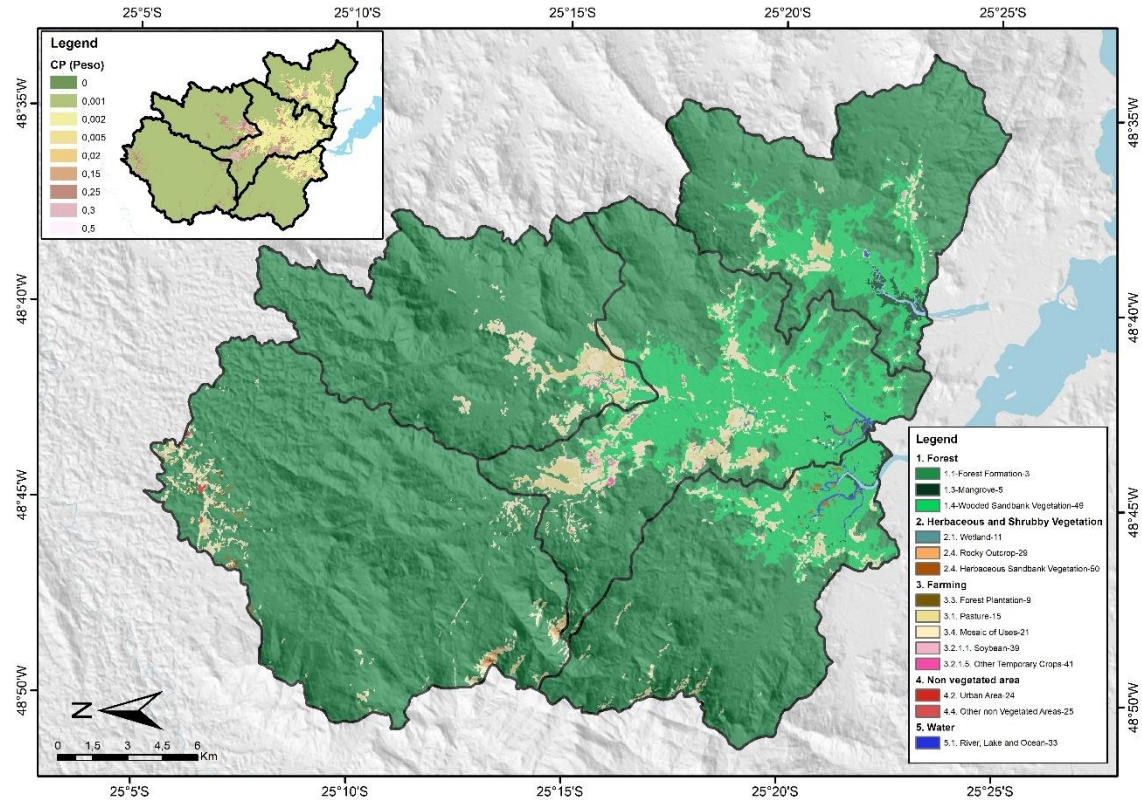 25°5'S 25°10'S 25°15'S 25°20'S 25°25'S
Legend
CP (Peso)
0
0,001
0,002
0,005
0,02
0,15
0,25
0,3
0,5
48°35'W
48°40'W
48°45'W
48°50'W
48°35'W
48°40'W
48°45'W
48°50'W
Legend
1. Forest
1.1-Forest Formation-3
1.3-Mangrove-5
1.4-Wooded Sandbank Vegetation-49
2. Herbaceous and Shrubby Vegetation
2.1. Wetland-11
2.4. Rocky Outcrop-29
2.4. Herbaceous Sandbank Vegetation-50
3. Farming
3.3. Forest Plantation-9
3.1. Pasture-15
3.4. Mosaic of Uses-21
3.2.1.1. Soybean-39
3.2.1.5. Other Temporary Crops-41
4. Non vegetated area
4.2. Urban Area-24
4.4. Other non Vegetated Areas-25
5. Water
5.1. River, Lake and Ocean-33
N
0 1,5 3 4,5 6
Km
25°5'S 25°10'S 25°15'S 25°20'S 25°25'S